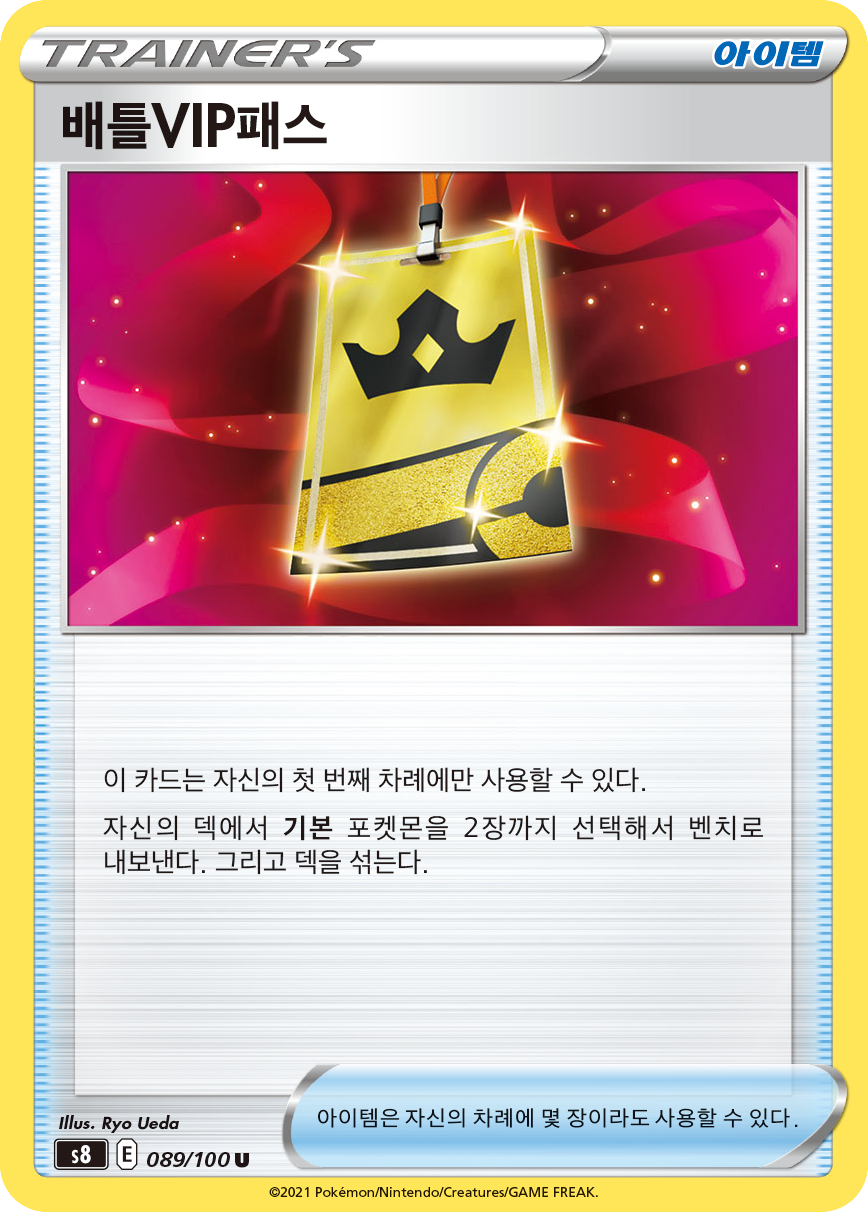 TRAINER'S 아이템
배틀VIP패스
이 카드는 자신의 첫 번째 차례에만 사용할 수 있다.
자신의 덱에서 기본 포켓몬을 2장까지 선택해서 벤치로
내보낸다. 그리고 덱을 섞는다.
아이템은 자신의 차례에 몇 장이라도 사용할 수 있다.
Illus. Ryo Ueda
s8 E 089/100 U
©2021 Pokémon/Nintendo/Creatures/GAME FREAK.